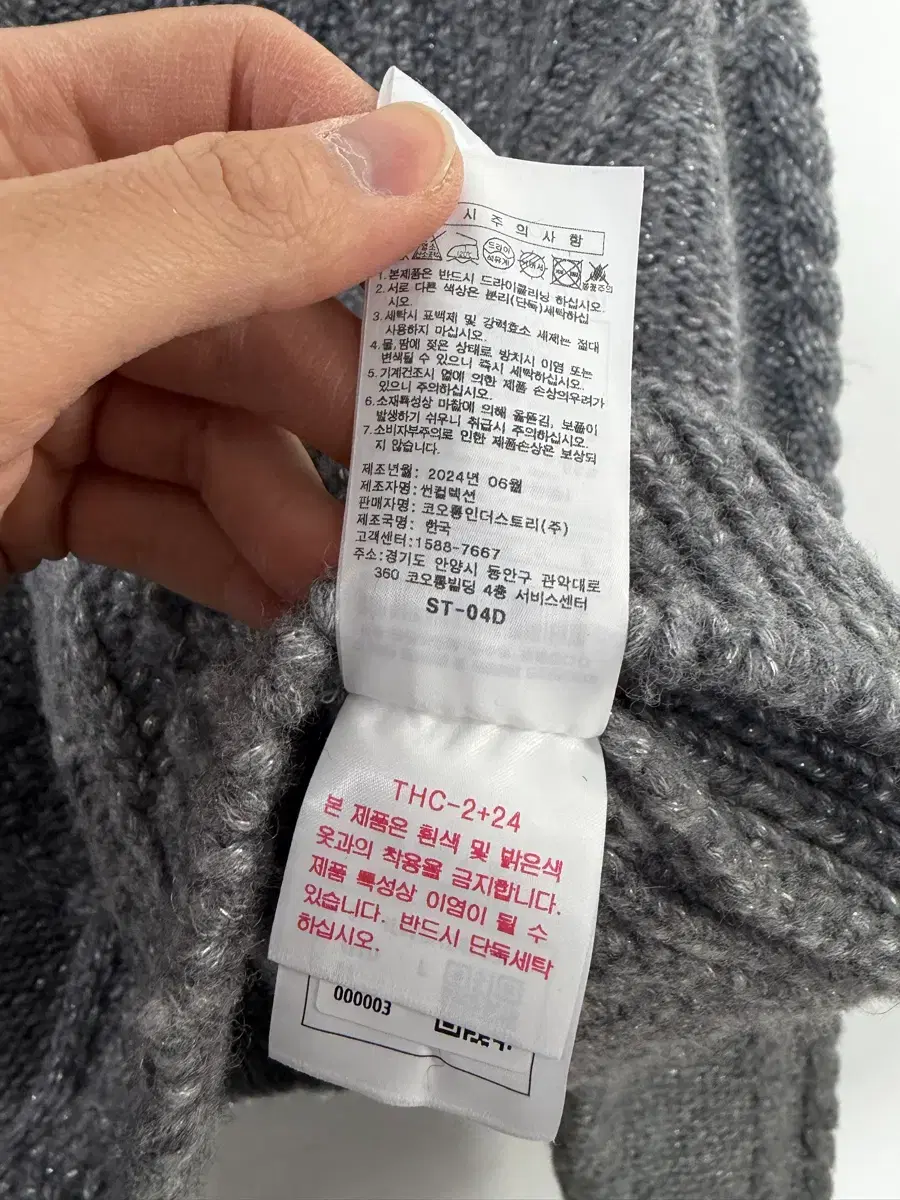 시 주 의 사 항
드라이
석유계
1.본제품은 반드시 드라이클리닝 하십시오.
2.서로 다른 색상은 분리(단독)세탁하십
시오.
3.세탁시 표백제 및 강력효소 세제는 절대
사용하지 마십시오.
4.물,땀에 젖은 상태로 방치시 이염 또는
변색될 수 있으니 즉시 세탁하십시오.
5.기계건조시 열에 의한 제품 손상의우려가
있으니 주의하십시오.
6.소재특성상 마찰에 의해 올뜯김, 보풀이
발생하기 쉬우니 취급시 주의하십시오.
7.소비자부주의로 인한 제품손상은 보상되
지 않습니다.
제조년월: 2024년 06월
제조자명:썬컬렉션
판매자명:코오롱인더스트리(주)
제조국명: 한국
고객센터:1588-7667
주소:경기도 안양시 동안구 관악대로
360 코오롱빌딩 4층 서비스센터
ST-04D
THC-2+24
본 제품은 흰색 및 밝은색
옷과의 착용을 금지합니다.
제품 특성상 이염이 될 수
있습니다. 반드시 단독세탁
하십시오.
000003